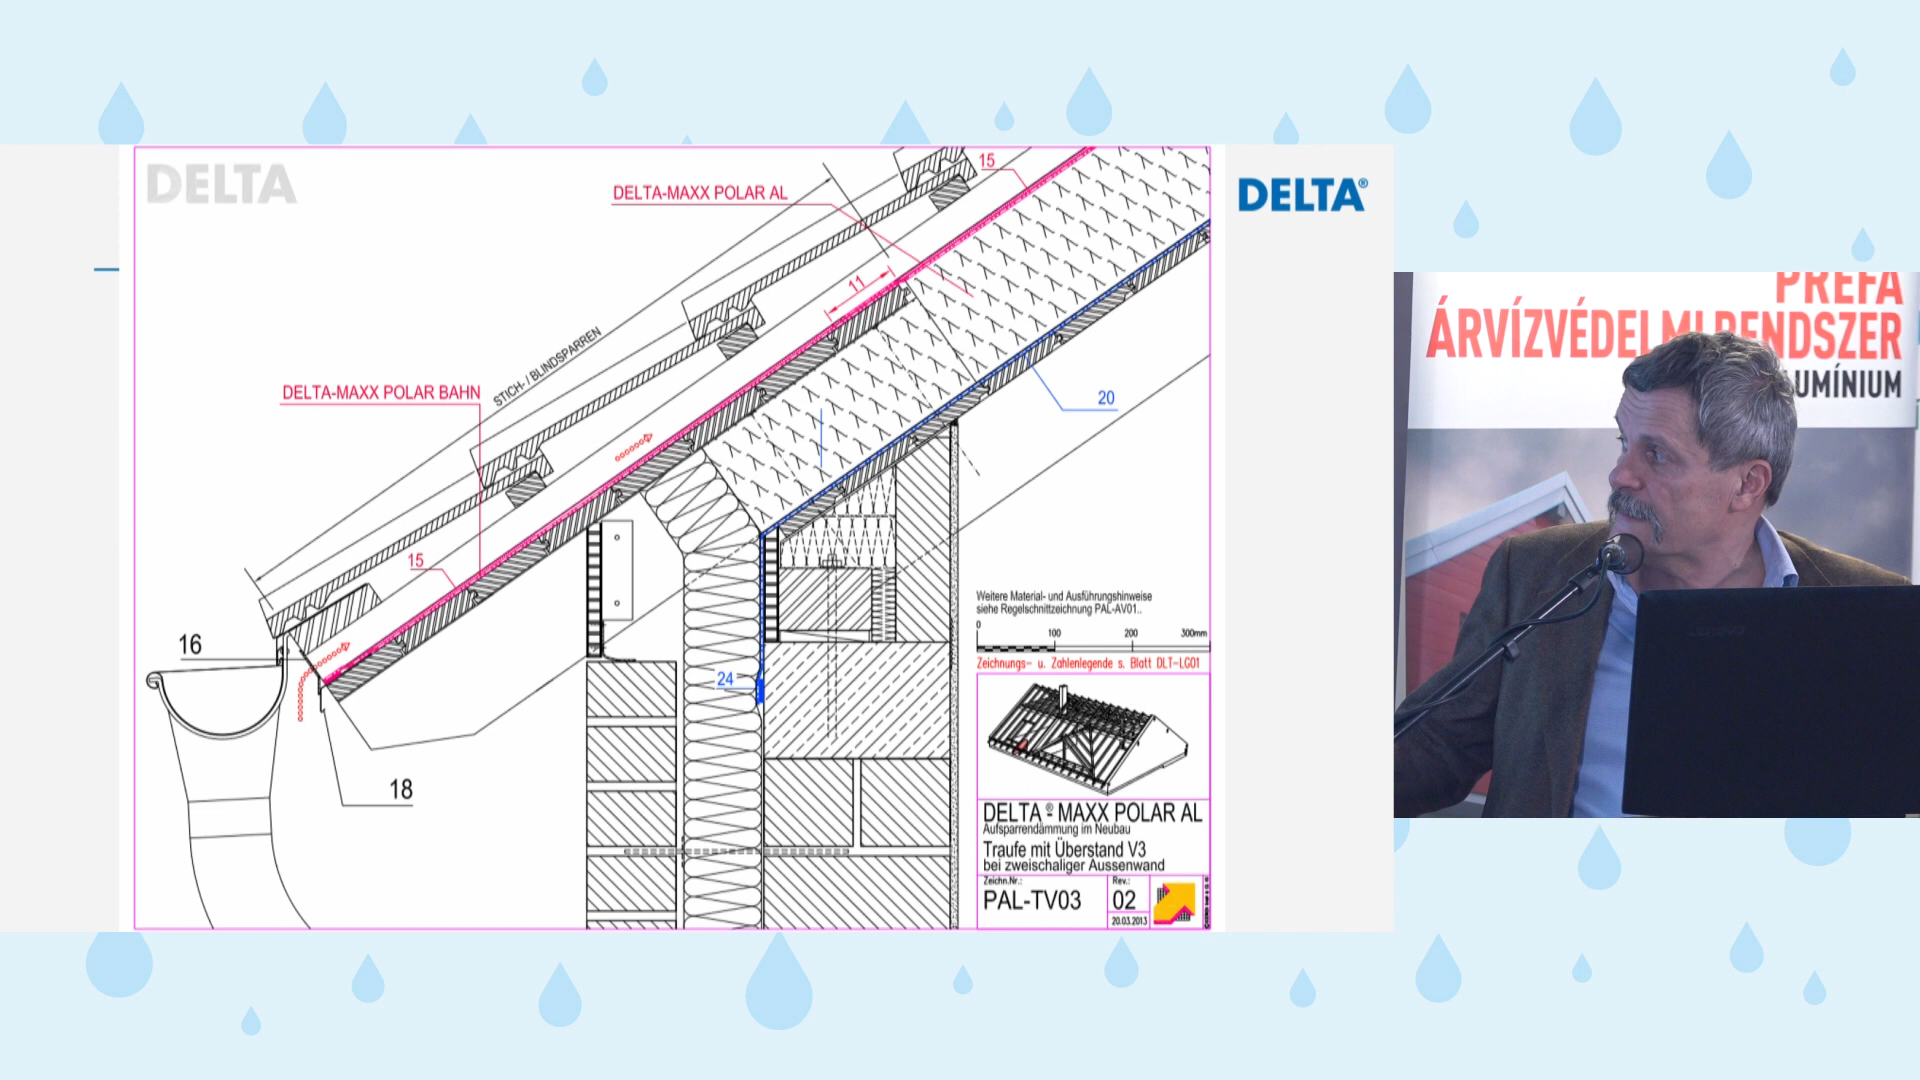 DELTA
DELTA®
DELTA-MAXX POLAR AL
15
11
STICH- / BLINDSPARREN
DELTA-MAXX POLAR BAHN
20
15
16
24
18
Weitere Material- und Ausführungshinweise
siehe Regelschnittzeichnung PAL-AV01..
0 100 200 300mm
Zeichnungs- u. Zahlenlegende s. Blatt DLT-LG01
DELTA ® MAXX POLAR AL
Aufsparrendämmung im Neubau
Traufe mit Überstand V3
bei zweischaliger Aussenwand
Zeichn.Nr.:
PAL-TV03
Rev.:
02
20.03.2013
PREFA
ÁRVÍZVÉDELMI RENDSZER
UMÍNIUM